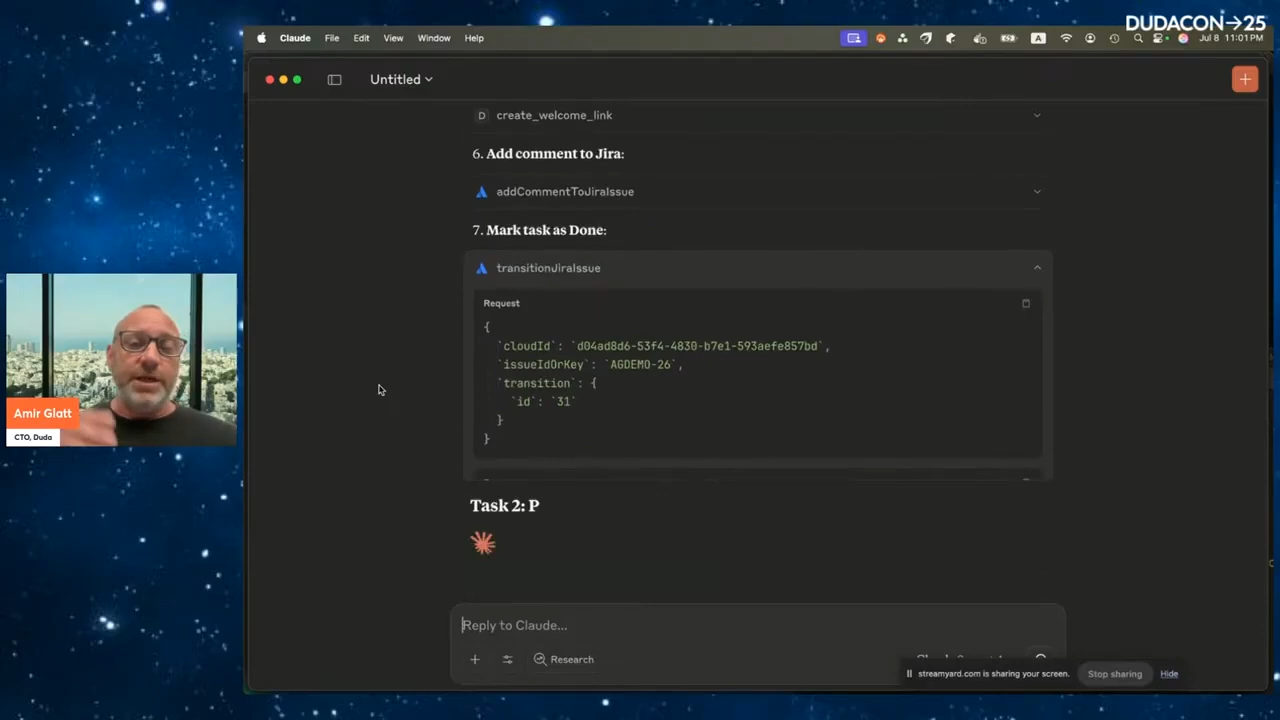 DUDACON→25
Claude File Edit View Window Help
A
Jul 8 11:01PM
Untitled
D create_welcome_link
6. Add comment to Jira:
addCommentToJiraIssue
7. Mark task as Done:
transitionJiraIssue
Request
{
`cloudId`: `d04ad8d6-53f4-4830-b7e1-593aefe857bd`,
`issueIdOrKey`: `AGDEMO-26`,
`transition`: {
`id`: `31`
}
}
Amir Glatt
CTO, Duda
Task 2: P
Reply to Claude...
Research
streamyard.com is sharing your screen.
Stop sharing
Hide